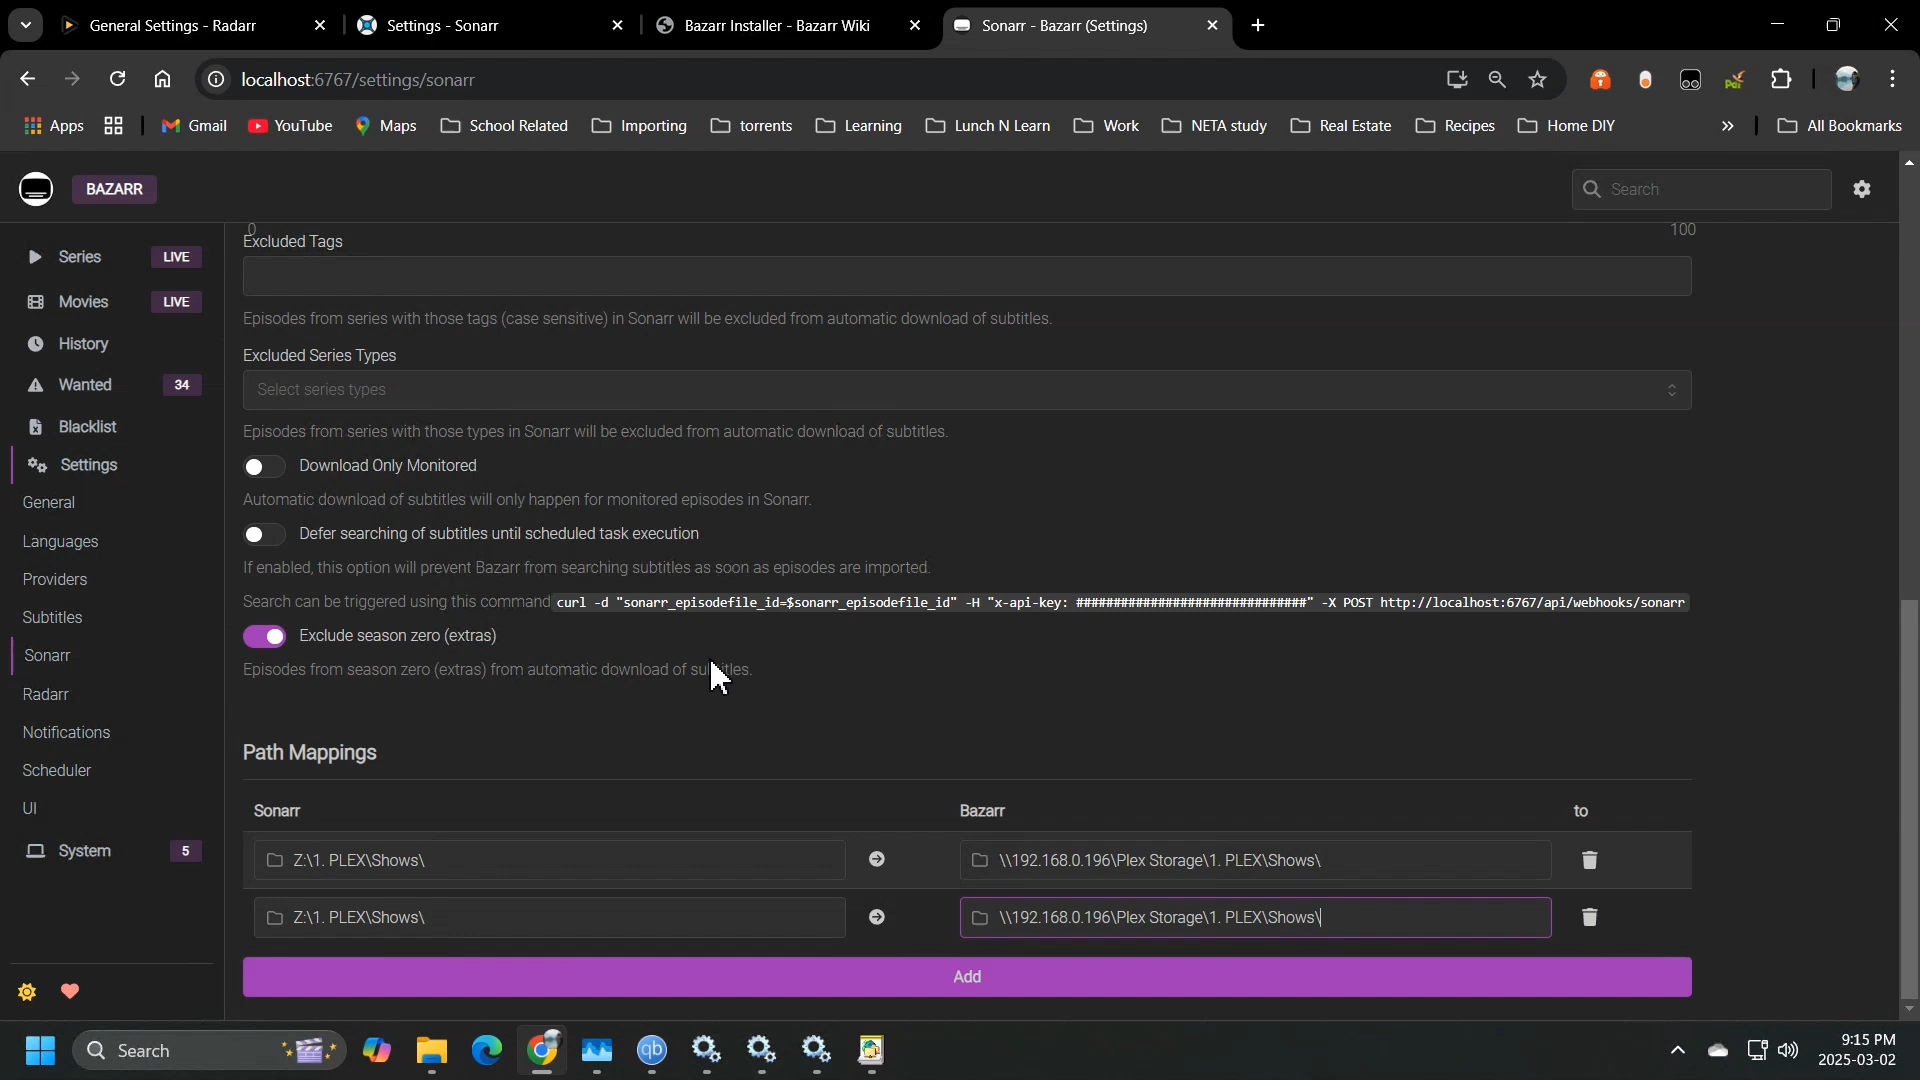 General Settings - Radarr
Settings - Sonarr
Bazarr Installer - Bazarr Wiki
Sonarr - Bazarr (Settings)
localhost:6767/settings/sonarr
Apps
Gmail
YouTube
Maps
School Related
Importing
torrents
Learning
Lunch N Learn
Work
NETA study
Real Estate
Recipes
Home DIY
All Bookmarks
BAZARR
Search
Series LIVE
Movies LIVE
History
Wanted 34
Blacklist
Settings
General
Languages
Providers
Subtitles
Sonarr
Radarr
Notifications
Scheduler
UI
System 5
0 100
Excluded Tags
Episodes from series with those tags (case sensitive) in Sonarr will be excluded from automatic download of subtitles.
Excluded Series Types
Select series types
Episodes from series with those types in Sonarr will be excluded from automatic download of subtitles.
Download Only Monitored
Automatic download of subtitles will only happen for monitored episodes in Sonarr.
Defer searching of subtitles until scheduled task execution
If enabled, this option will prevent Bazarr from searching subtitles as soon as episodes are imported.
Search can be triggered using this command curl -d "sonarr_episodefile_id=$sonarr_episodefile_id" -H "x-api-key: ###############################" -X POST http://localhost:6767/api/webhooks/sonarr
Exclude season zero (extras)
Episodes from season zero (extras) from automatic download of subtitles.
Path Mappings
Sonarr Bazarr to
Z:\1. PLEX\Shows\ \\192.168.0.196\Plex Storage\1. PLEX\Shows\
Z:\1. PLEX\Shows\ \\192.168.0.196\Plex Storage\1. PLEX\Shows\
Add
Search
qb
9:15 PM
2025-03-02